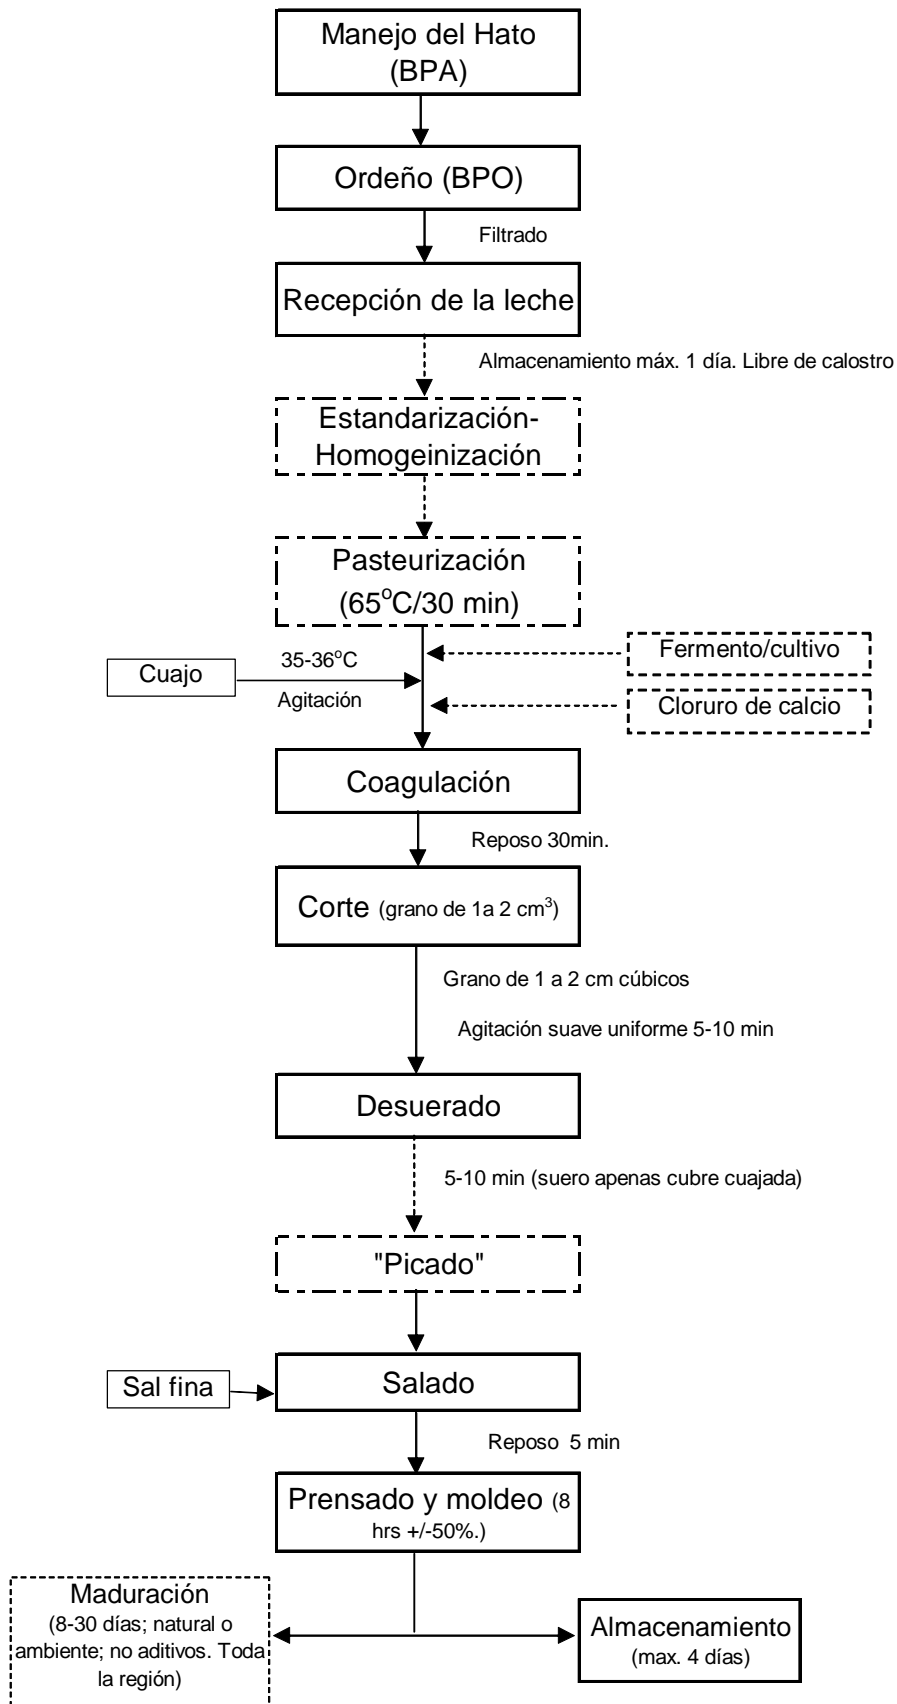 Manejo del Hato
(BPA)
Ordeño (BPO)
Filtrado
Recepción de la leche
Almacenamiento máx. 1 día. Libre de calostro
Estandarización-
Homogeinización
Pasteurización
(65°C/30 min)
Fermento/cultivo
35-36°C
Cuajo
Agitación
Cloruro de calcio
Coagulación
Reposo 30min.
Corte (grano de 1a 2 cm³)
Grano de 1 a 2 cm cúbicos
Agitación suave uniforme 5-10 min
Desuerado
5-10 min (suero apenas cubre cuajada)
"Picado"
Sal fina
Salado
Reposo 5 min
Prensado y moldeo (8
hrs +/-50%.)
Maduración
(8-30 días; natural o
ambiente; no aditivos. Toda
la región)
Almacenamiento
(max. 4 días)